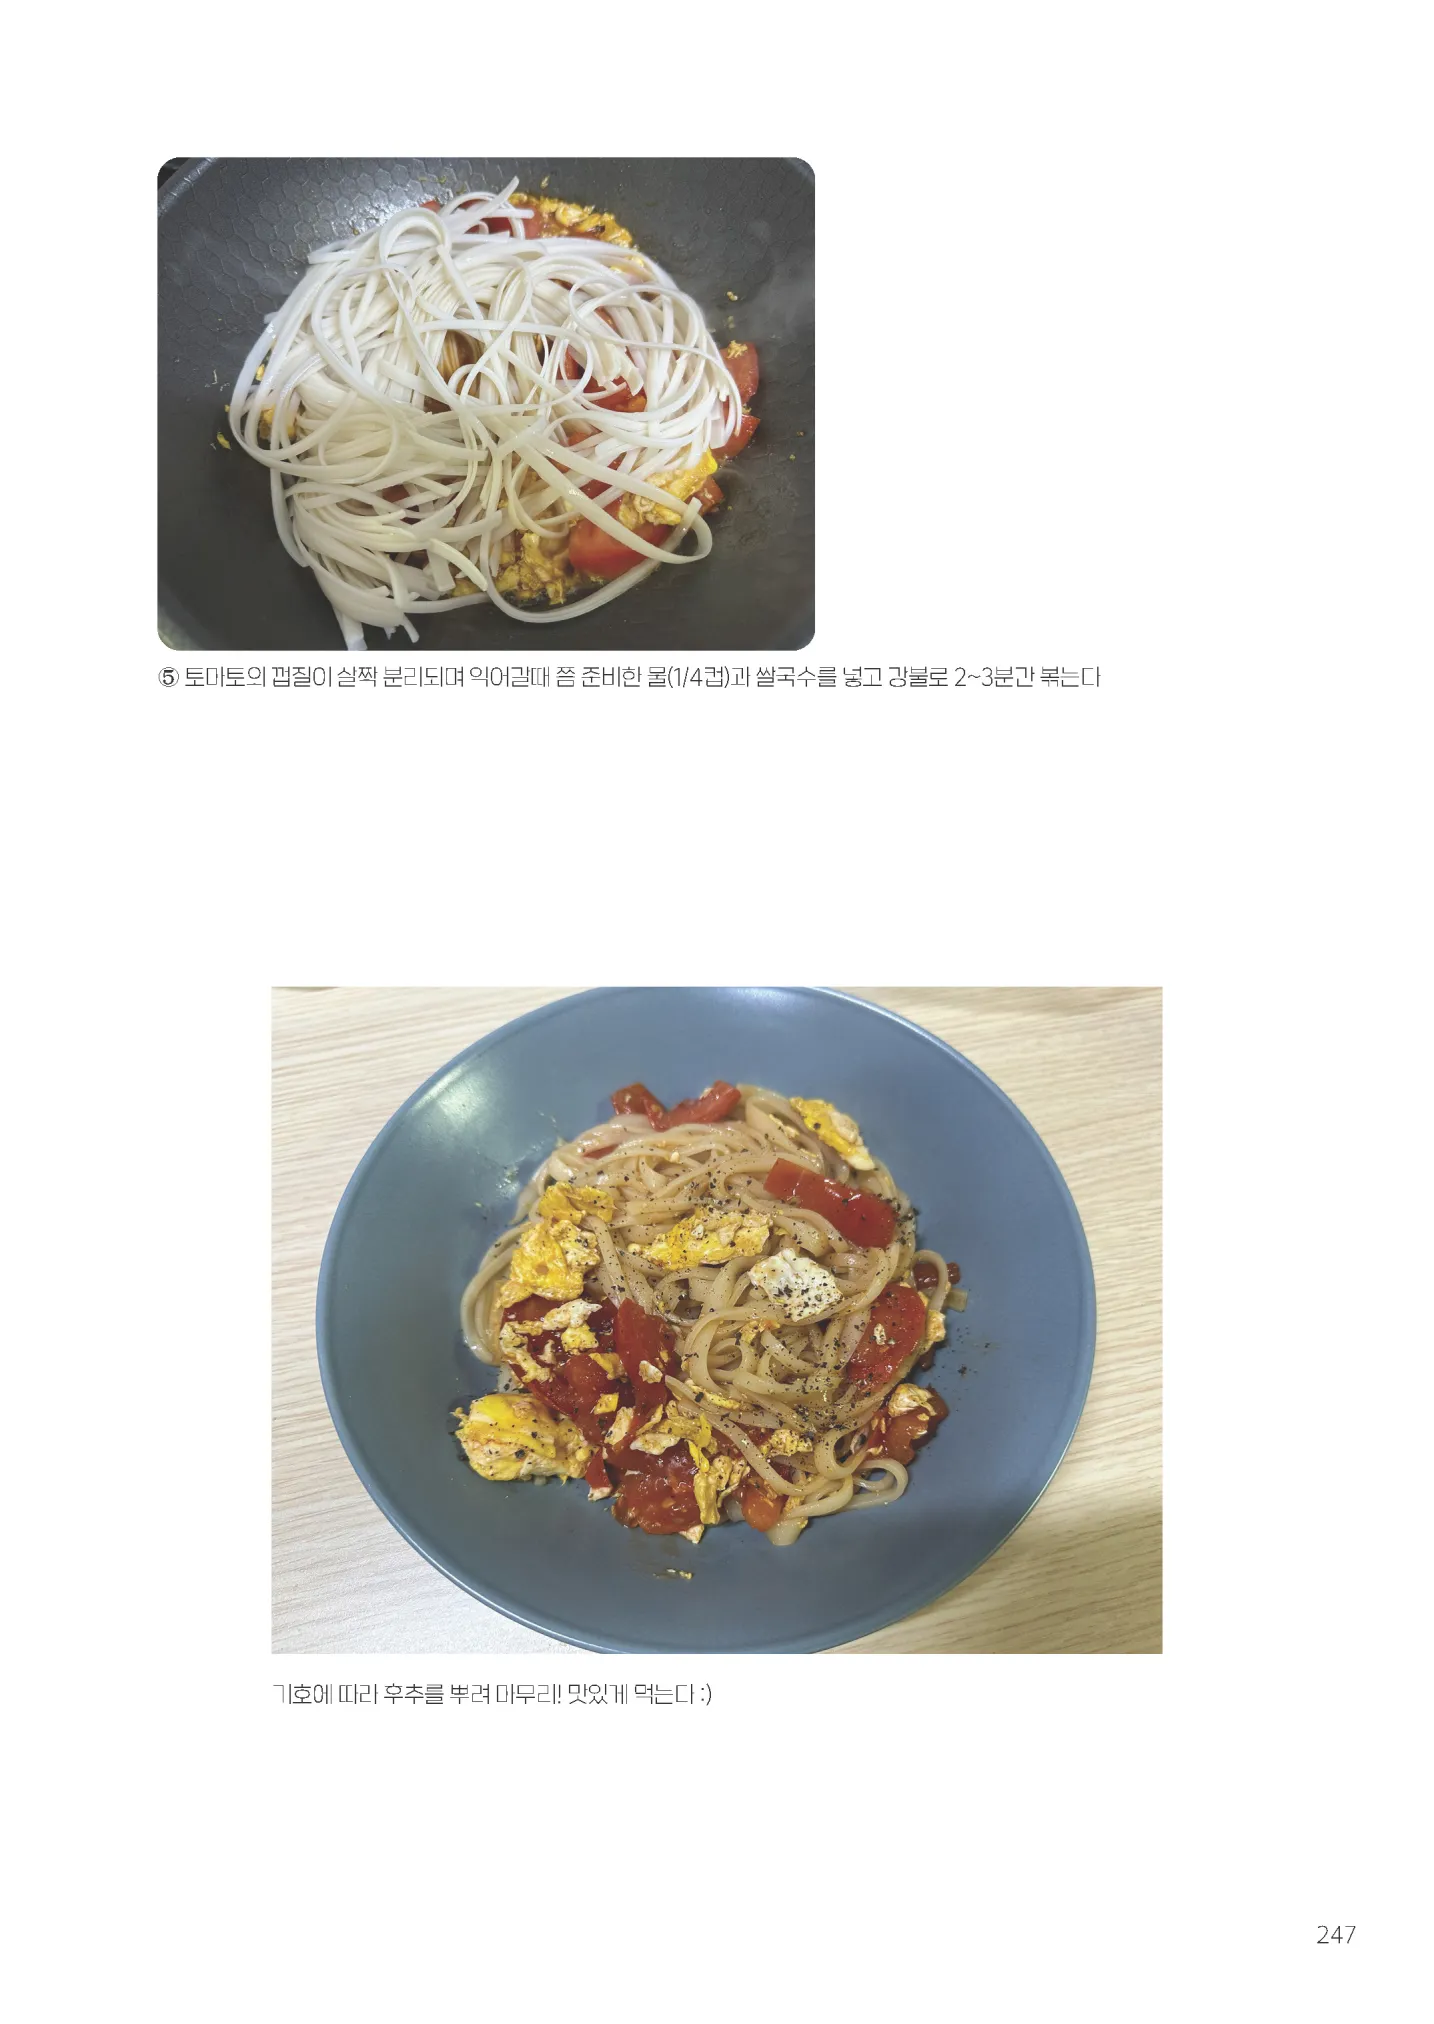 ⑤ 토마토의 껍질이 살짝 분리되며 익어갈때 쯤 준비한 물(1/4컵)과 쌀국수를 넣고 강불로 2~3분간 볶는다
기호에 따라 후추를 뿌려 마무리! 맛있게 먹는다 :)
247